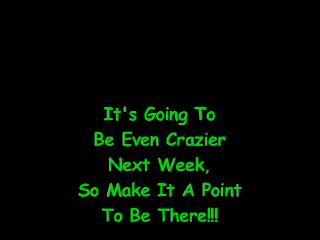 It's Going To
Be Even Crazier
Next Week,
So Make It A Point
To Be There!!!